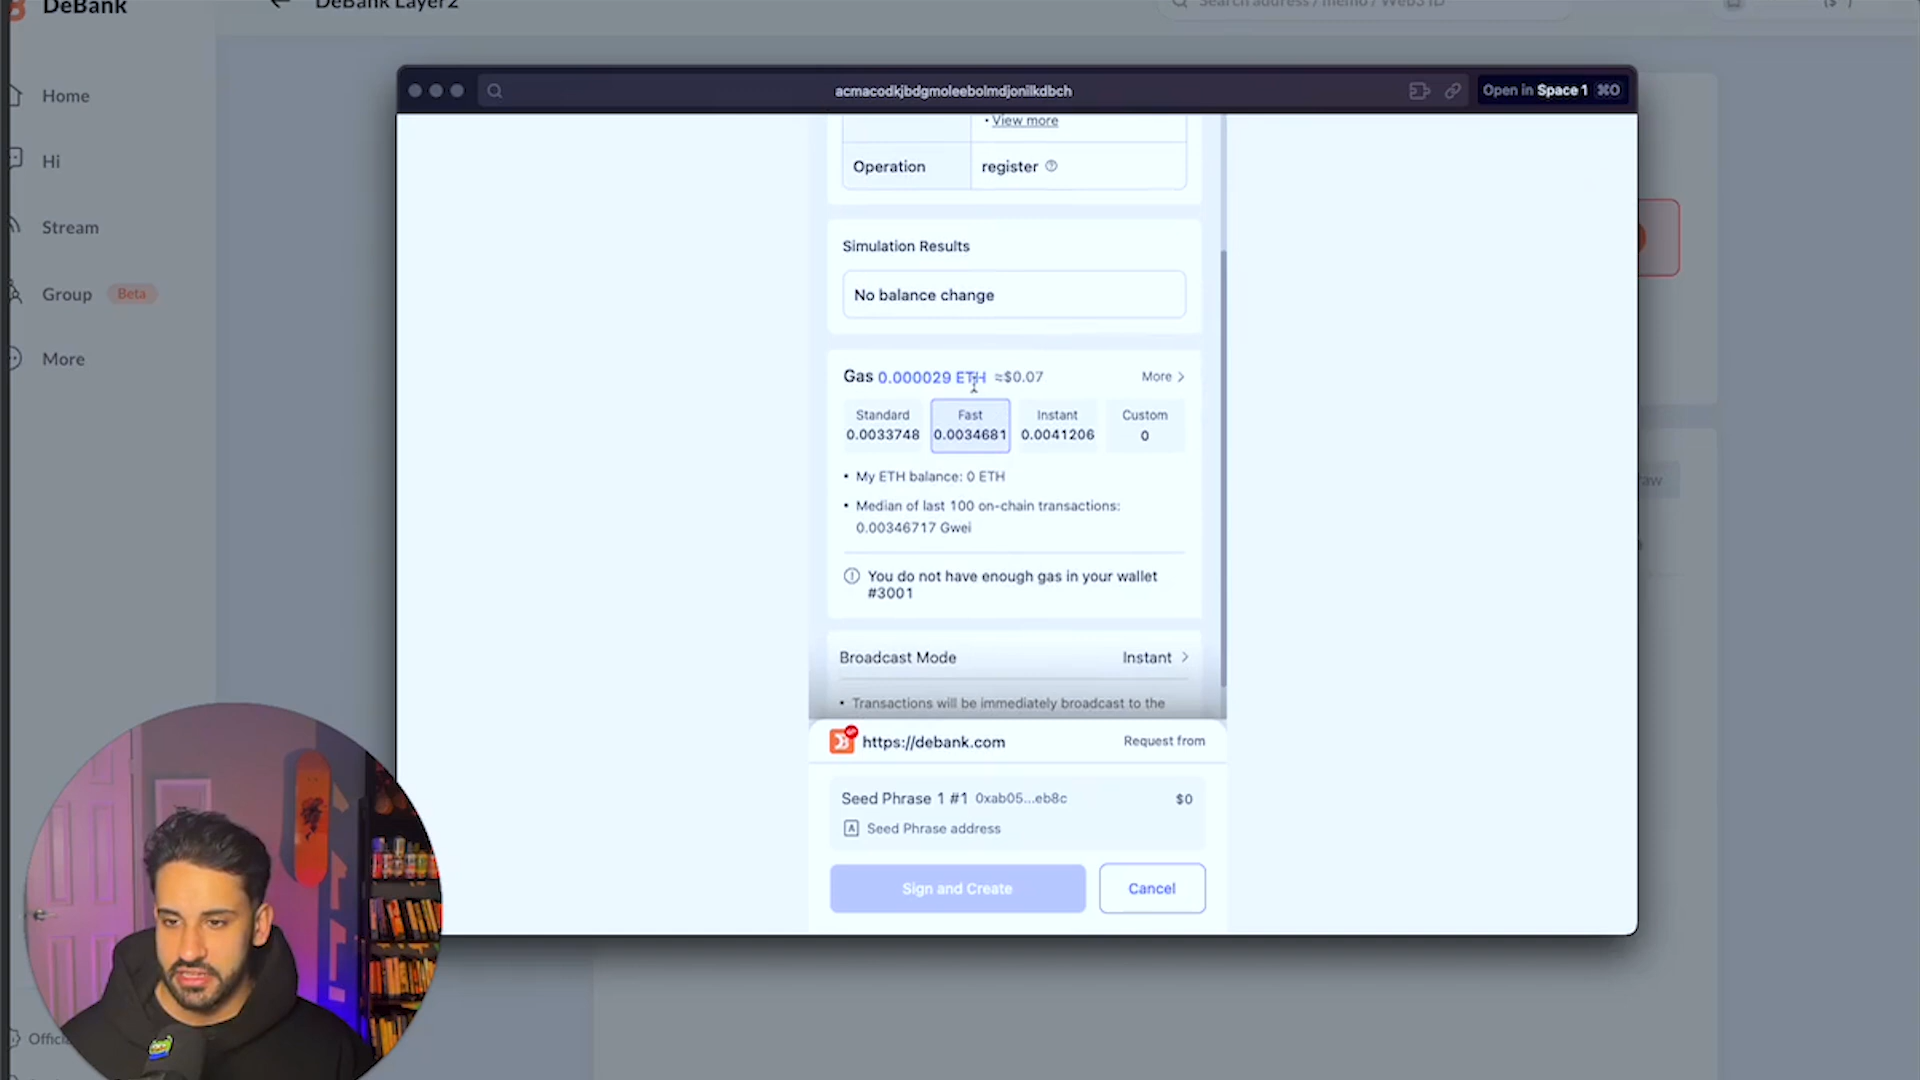 DeBank
DeBank Layer2
Search address / memo / Web3 ID
Home
Hi
Stream
Group Beta
More
acmacodkjbdgmoleebolmdjonilkdbch
Open in Space 1 ⌘O
• View more
Operation register
Simulation Results
No balance change
Gas 0.000029 ETH ≈$0.07
More >
Standard Fast Instant Custom
0.0033748 0.0034681 0.0041206 0
• My ETH balance: 0 ETH
• Median of last 100 on-chain transactions:
0.00346717 Gwei
You do not have enough gas in your wallet
#3001
Broadcast Mode Instant >
• Transactions will be immediately broadcast to the
https://debank.com Request from
Seed Phrase 1 #1 0xab05...eb8c $0
Seed Phrase address
Sign and Create Cancel